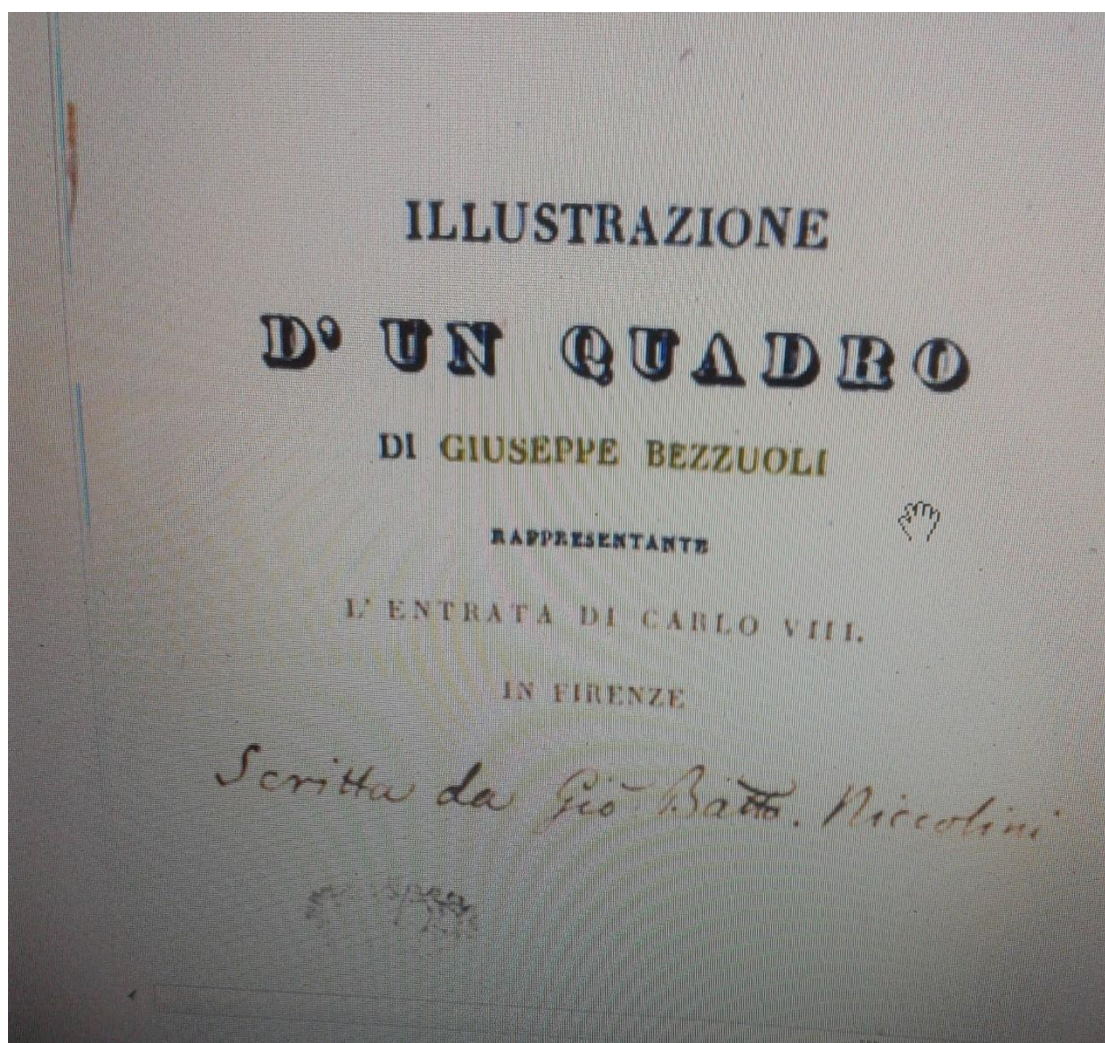 ILLUSTRAZIONE
D' UN QUADRO
DI GIUSEPPE BEZZUOLI
RAPPRESENTANTE
L' ENTRATA DI CARLO VIII.
IN FIRENZE
Scritta da Gio Batta. Niccolini